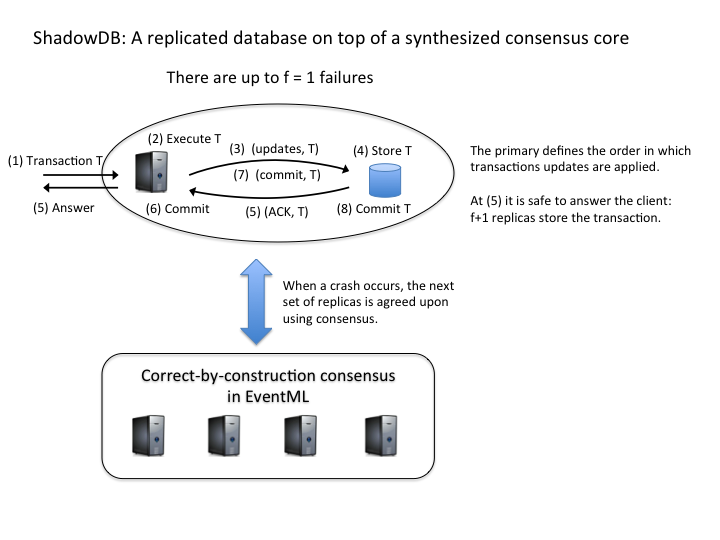 ShadowDB: A replicated database on top of a synthesized consensus core
There are up to f = 1 failures
(2) Execute T
(3) (updates, T)
(4) Store T
(1) Transaction T
(7) (commit, T)
(5) Answer
(6) Commit
(5) (ACK, T)
(8) Commit T
The primary defines the order in which
transactions updates are applied.
At (5) it is safe to answer the client:
f+1 replicas store the transaction.
When a crash occurs, the next
set of replicas is agreed upon
using consensus.
Correct-by-construction consensus
in EventML